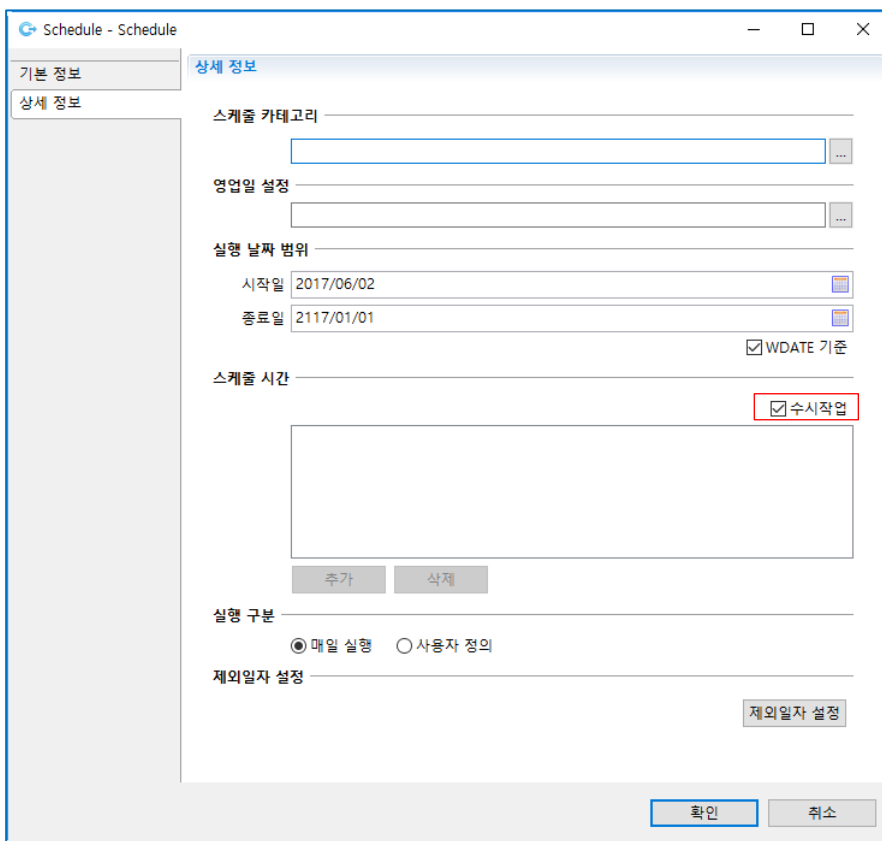 Schedule - Schedule
기본 정보
상세 정보
상세 정보
스케줄 카테고리
...
영업일 설정
...
실행 날짜 범위
시작일 2017/06/02
종료일 2117/01/01
WDATE 기준
스케줄 시간
수시작업
추가 삭제
실행 구분
매일 실행 사용자 정의
제외일자 설정
제외일자 설정
확인 취소